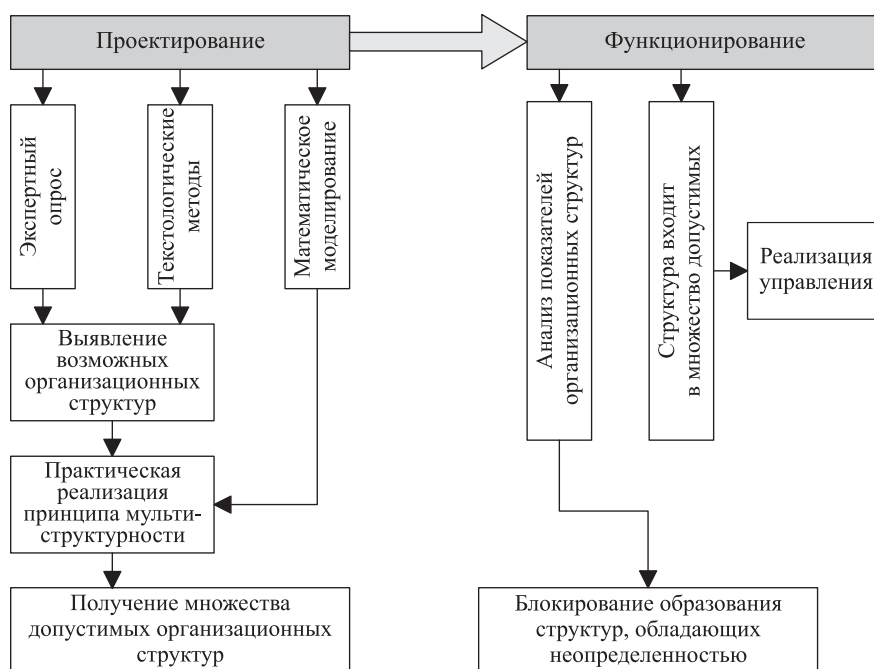 Проектирование
Функционирование
Экспертный
опрос
Текстологические
методы
Математическое
моделирование
Анализ показателей
организационных структур
Структура входит
в множество допустимых
Реализация
управления
Выявление
возможных
организационных
структур
Практическая
реализация
принципа мульти-
структурности
Получение множества
допустимых организационных
структур
Блокирование образования
структур, обладающих
неопределенностью